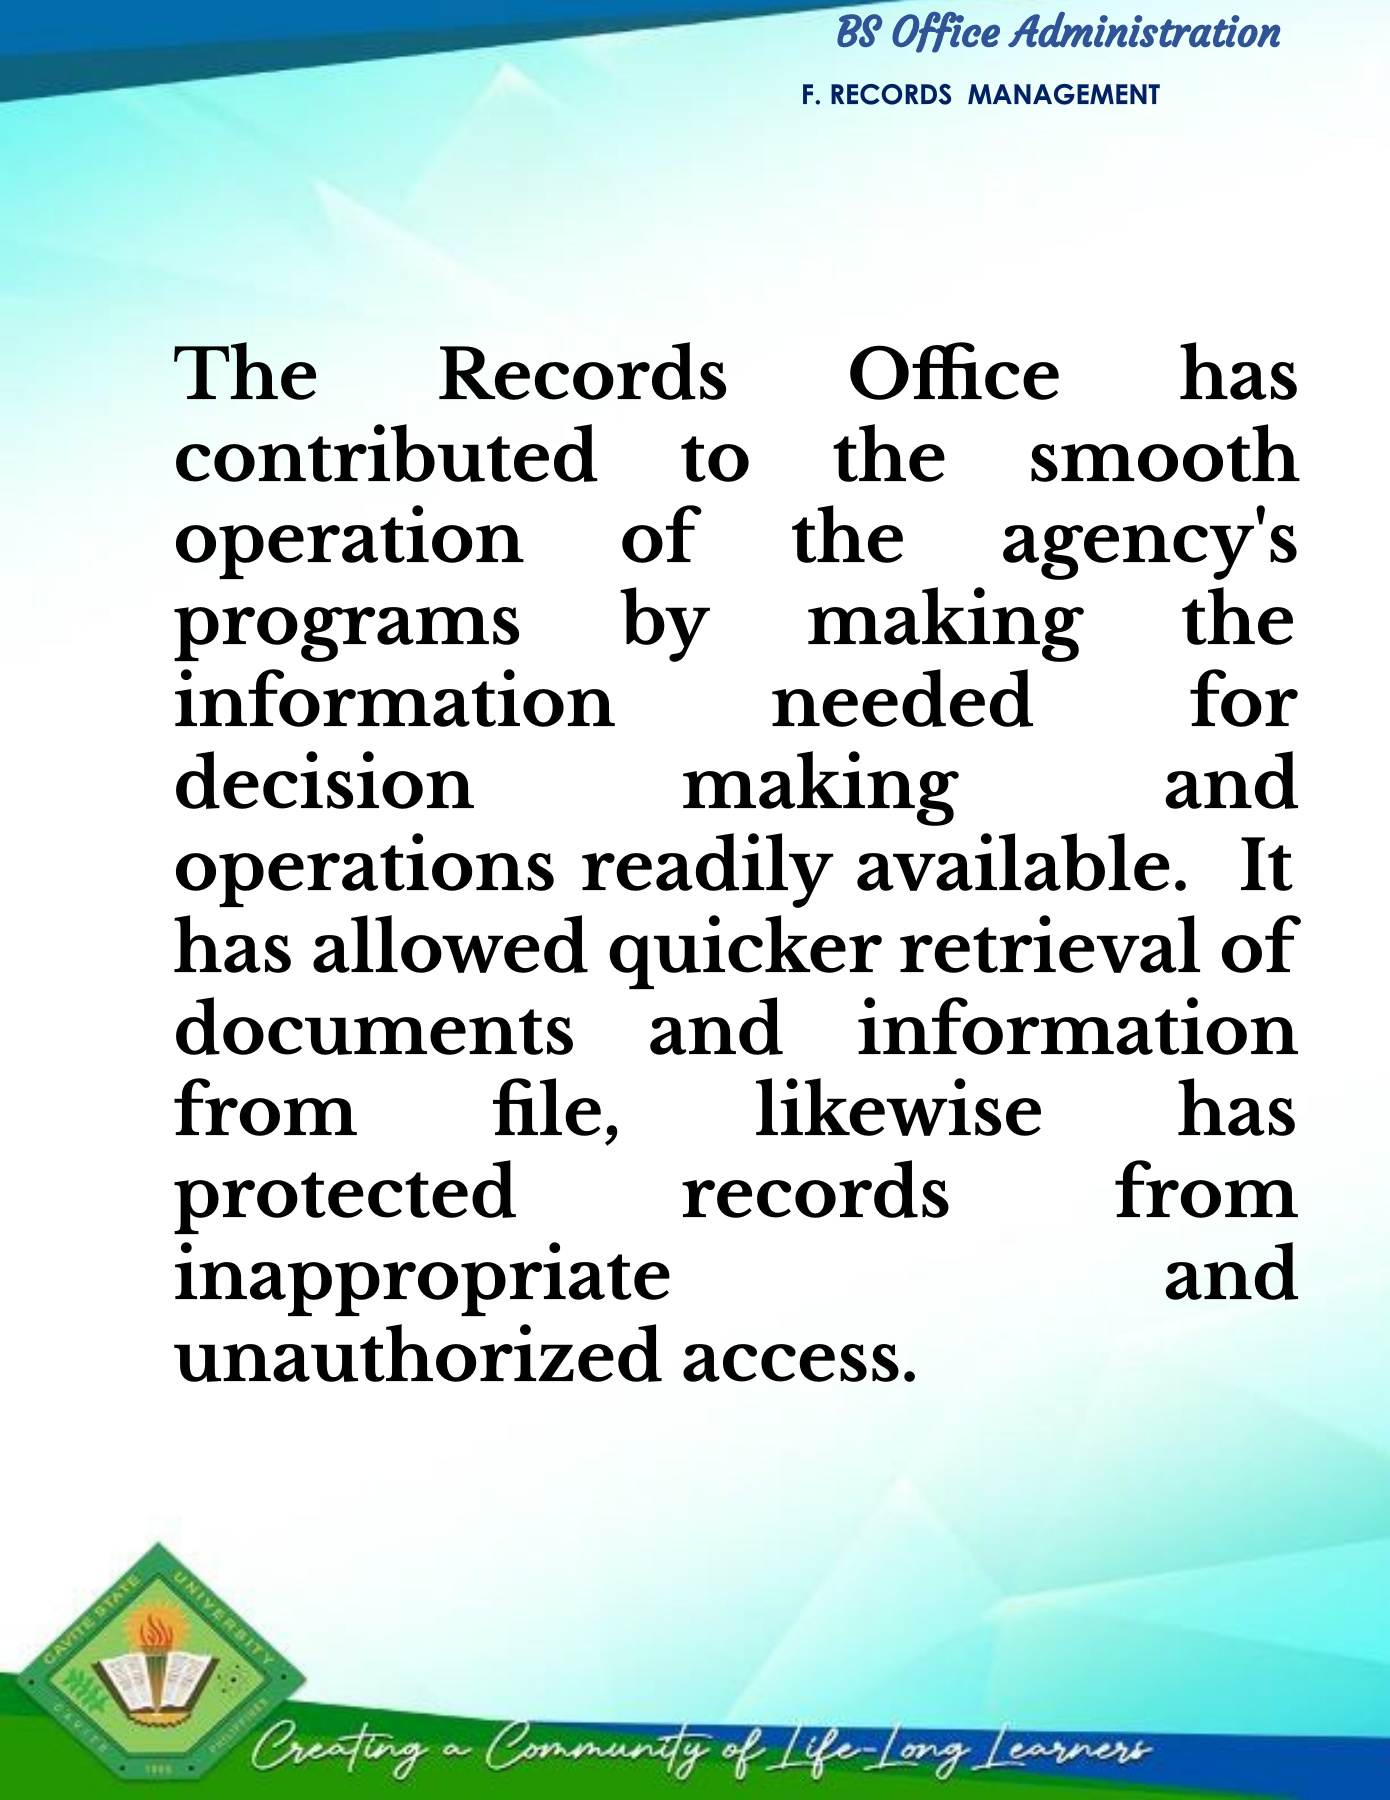 BS Office Administration
F. RECORDS  MANAGEMENT
The Records Office has
contributed to the smooth
operation of the agency's
programs by making the
information needed for
decision making and
operations readily available.  It
has allowed quicker retrieval of
documents and information
from file, likewise has
protected records from
inappropriate and
unauthorized access.
CAVITE STATE UNIVERSITY
CAVITE
PHILIPPINES
1906
Creating a Community of Life-Long Learners